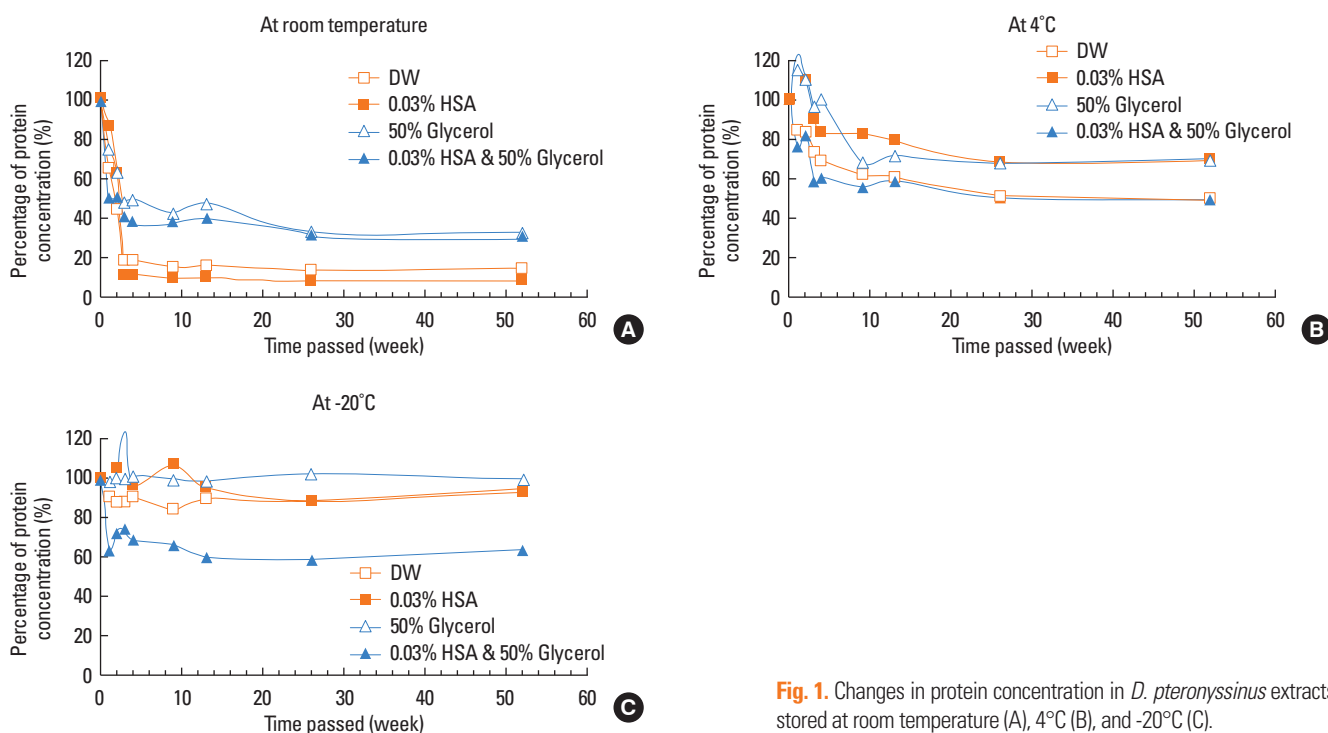 At room temperature
120
100
80
60
40
20
0
Percentage of protein
concentration (%)
DW
0.03% HSA
50% Glycerol
0.03% HSA & 50% Glycerol
0 10 20 30 40 50 60
Time passed (week)
A
At 4°C
120
100
80
60
40
20
0
Percentage of protein
concentration (%)
DW
0.03% HSA
50% Glycerol
0.03% HSA & 50% Glycerol
0 10 20 30 40 50 60
Time passed (week)
B
At -20°C
120
100
80
60
40
20
0
Percentage of protein
concentration (%)
DW
0.03% HSA
50% Glycerol
0.03% HSA & 50% Glycerol
0 10 20 30 40 50 60
Time passed (week)
C
Fig. 1. Changes in protein concentration in D. pteronyssinus extracts
stored at room temperature (A), 4°C (B), and -20°C (C).